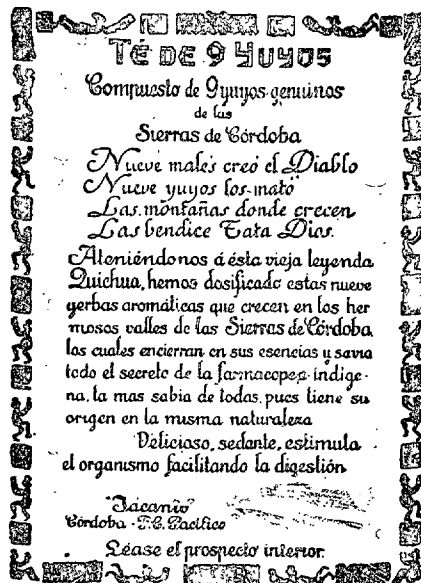 TÉ DE 9 YUYOS
Compuesto de 9 yuyos genuinos
de las
Sierras de Córdoba
Nueve males creó el Diablo
Nueve yuyos los mató
Las montañas donde crecen
Las bendice Tata Dios.
Ateniéndonos á ésta vieja leyenda
Quichua, hemos dosificado estas nueve
yerbas aromáticas que crecen en los her
mosos valles de las Sierras de Córdoba
los cuales encierran en sus esencias y savia
todo el secreto de la farmacopea indíge-
na, la mas sabia de todas, pues tiene su
origen en la misma naturaleza
Delicioso, sedante, estimula
el organismo facilitando la digestión
Córdoba - F.C. Pacífico
Léase el prospecto interior.